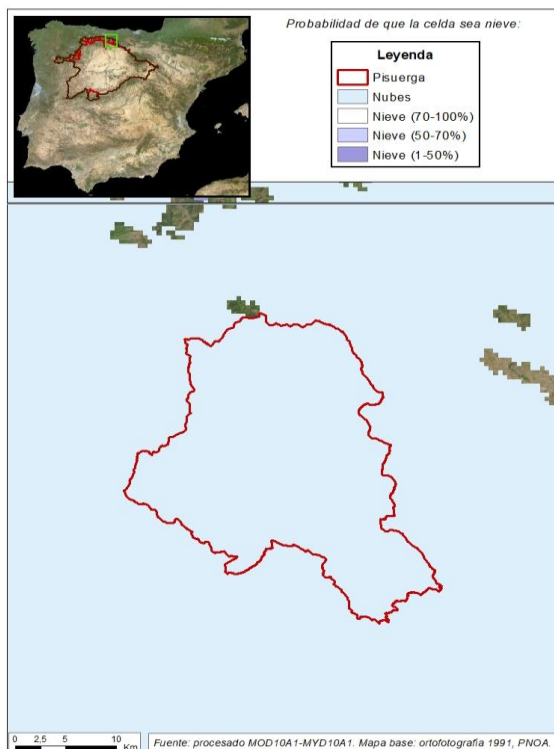 Probabilidad de que la celda sea nieve:
Leyenda
Pisuerga
Nubes
Nieve (70-100%)
Nieve (50-70%)
Nieve (1-50%)
0 2,5 5 10
Km
Fuente: procesado MOD10A1-MYD10A1. Mapa base: ortofotografía 1991, PNOA.